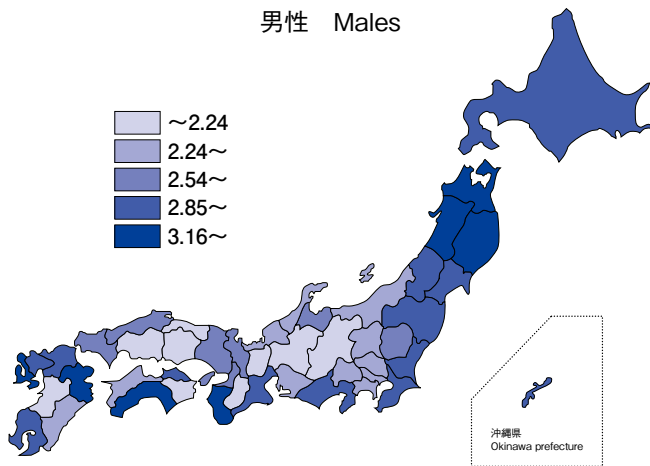 男性 Males
～2.24
2.24～
2.54～
2.85～
3.16～
沖縄県
Okinawa prefecture